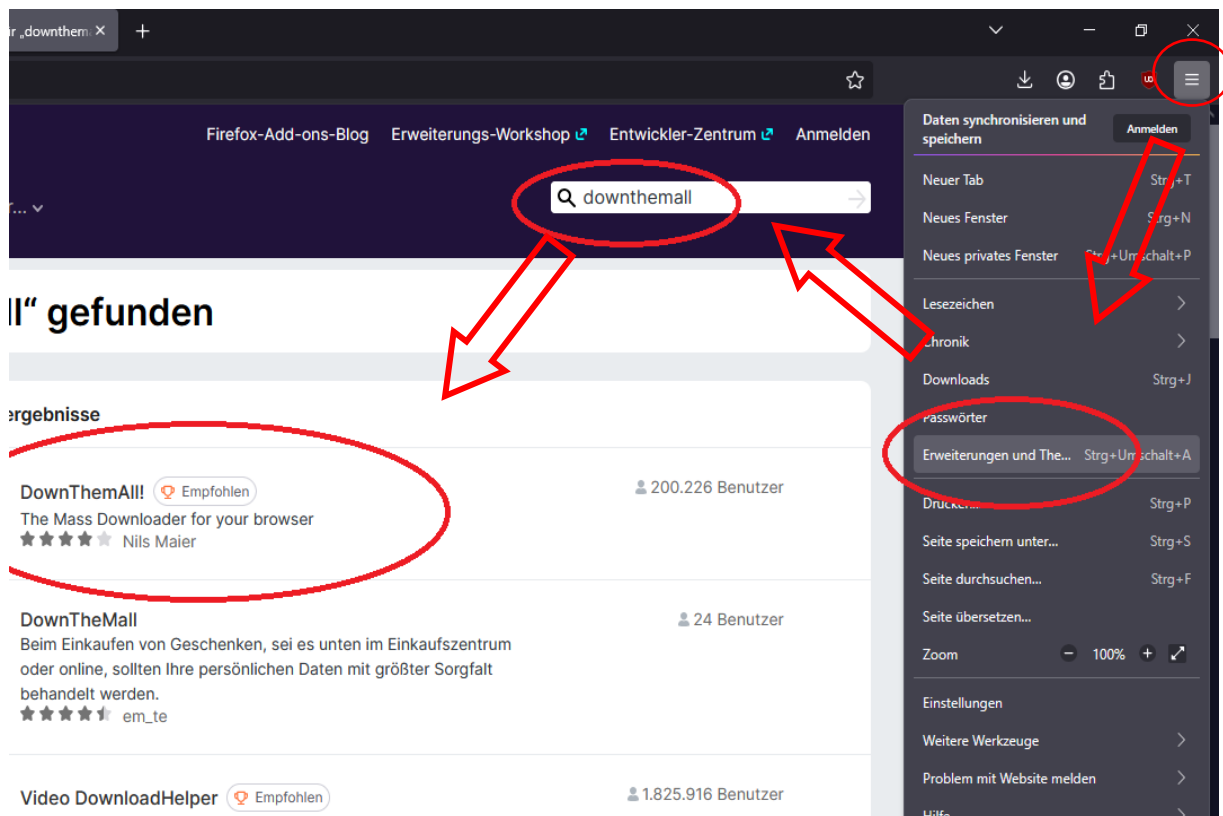 ür „downthem
Firefox-Add-ons-Blog Erweiterungs-Workshop Entwickler-Zentrum Anmelden
r...
downthemall
ll“ gefunden
ergebnisse
DownThemAll! Empfohlen
200.226 Benutzer
The Mass Downloader for your browser
Nils Maier
DownTheMall
24 Benutzer
Beim Einkaufen von Geschenken, sei es unten im Einkaufszentrum
oder online, sollten Ihre persönlichen Daten mit größter Sorgfalt
behandelt werden.
em_te
Video DownloadHelper Empfohlen
1.825.916 Benutzer
Daten synchronisieren und
speichern
Anmelden
Neuer Tab Strg+T
Neues Fenster Strg+N
Neues privates Fenster Strg+Umschalt+P
Lesezeichen
Chronik
Downloads Strg+J
Passwörter
Erweiterungen und The... Strg+Umschalt+A
Drucken... Strg+P
Seite speichern unter... Strg+S
Seite durchsuchen... Strg+F
Seite übersetzen...
Zoom 100%
Einstellungen
Weitere Werkzeuge
Problem mit Website melden
Hilfe